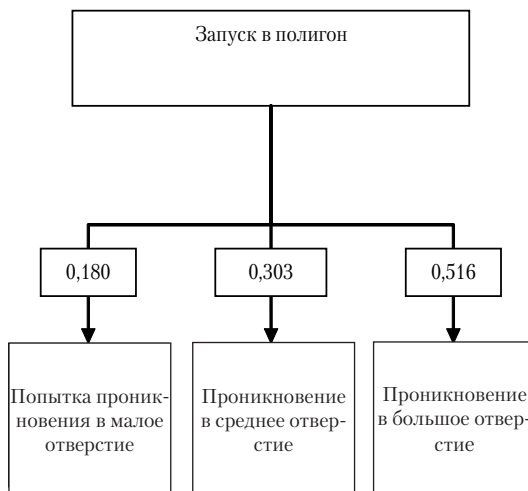 Запуск в полигон
0,180
0,303
0,516
Попытка проник-
новения в малое
отверстие
Проникновение
в среднее отвер-
стие
Проникновение
в большое отвер-
стие